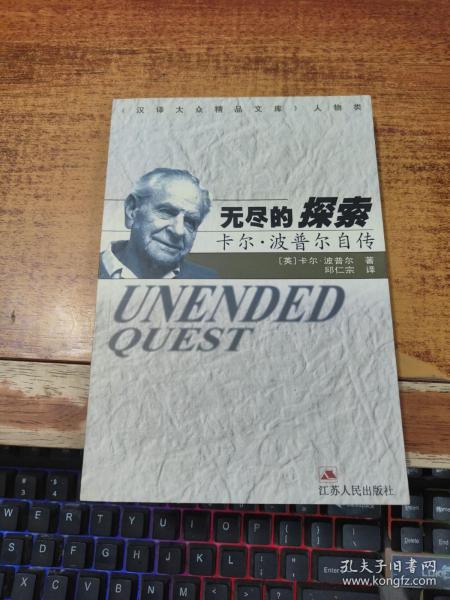 《汉译大众精品文库》人物类
无尽的探索
卡尔·波普尔自传
[英]卡尔·波普尔 著
邱仁宗 译
UNENDED
QUEST
江苏人民出版社
W E R T Y U I O P
S D F G H J K L
Enter
X C V B N M
孔夫子旧书网
www.kongfz.com